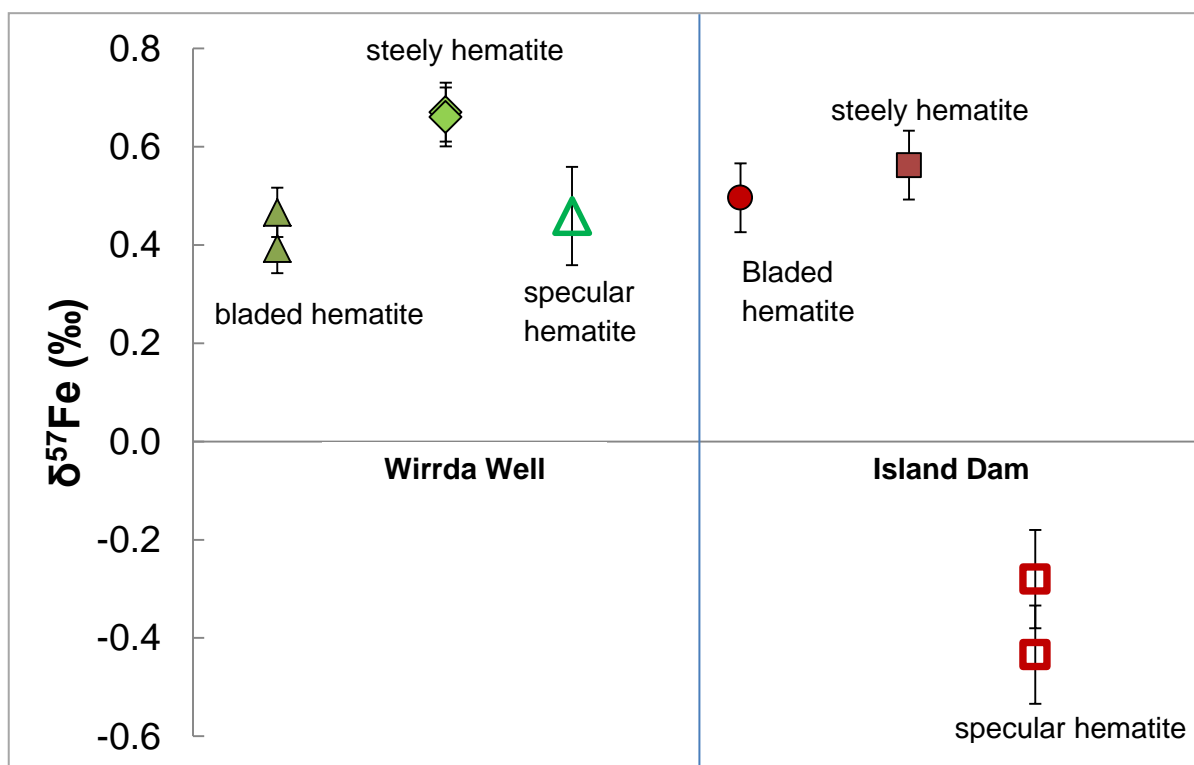 steely hematite
0.8
steely hematite
0.6
0.4
bladed hematite
specular
hematite
Bladed
hematite
0.2
δ⁵⁷Fe (‰)
0.0
Wirrda Well
Island Dam
-0.2
-0.4
-0.6
specular hematite